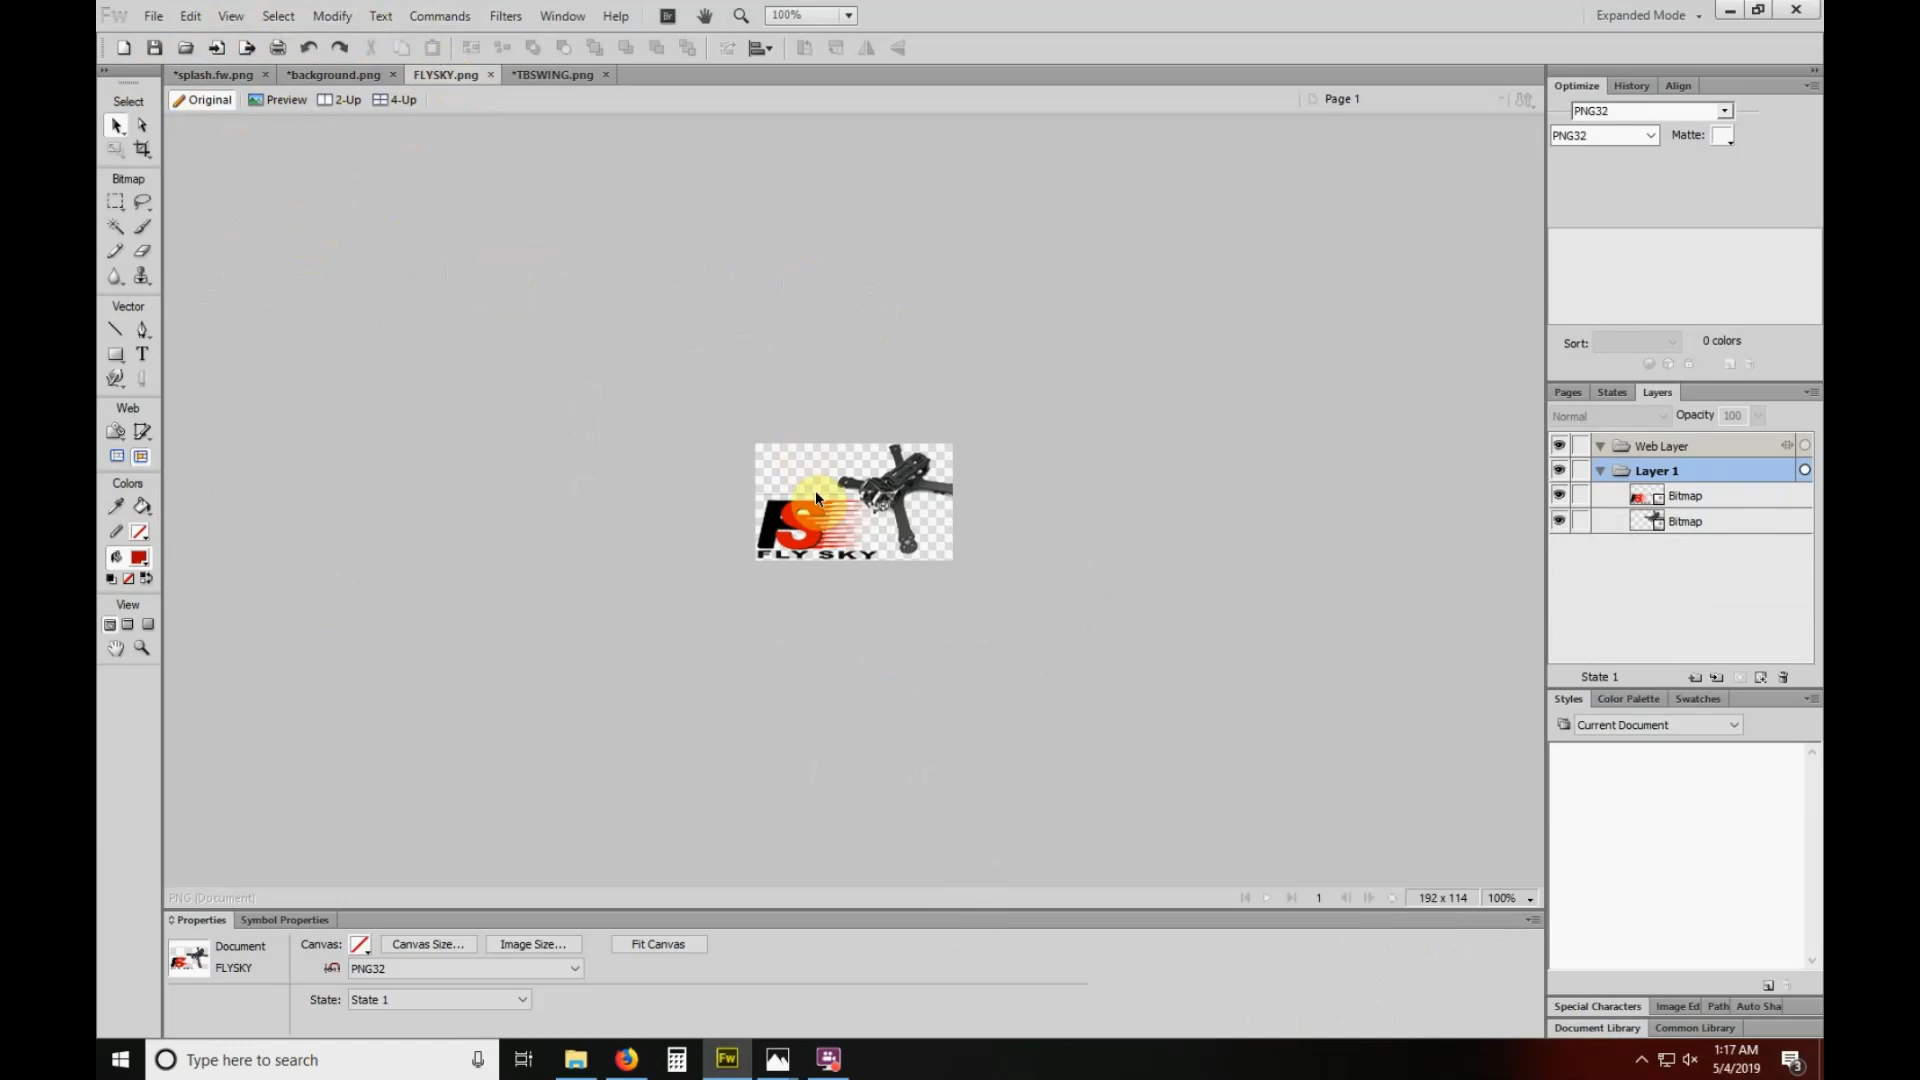 Fw File Edit View Select Modify Text Commands Filters Window Help Br 100% Expanded Mode
*splash.fw.png *background.png FLYSKY.png *TBSWING.png
Original Preview 2-Up 4-Up Page 1
Select
Bitmap
Vector
T
Web
Colors
View
FS
FLY SKY
Optimize History Align
PNG32
PNG32 Matte:
Sort: 0 colors
Pages States Layers
Normal Opacity 100
Web Layer
Layer 1
Bitmap
Bitmap
State 1
Styles Color Palette Swatches
Current Document
Special Characters Image Ed Path Auto Sha
Document Library Common Library
PNG (Document) 1 192 x 114 100%
Properties Symbol Properties
Document Canvas: Canvas Size... Image Size... Fit Canvas
FLYSKY PNG32
State: State 1
Type here to search Fw
1:17 AM
5/4/2019
3